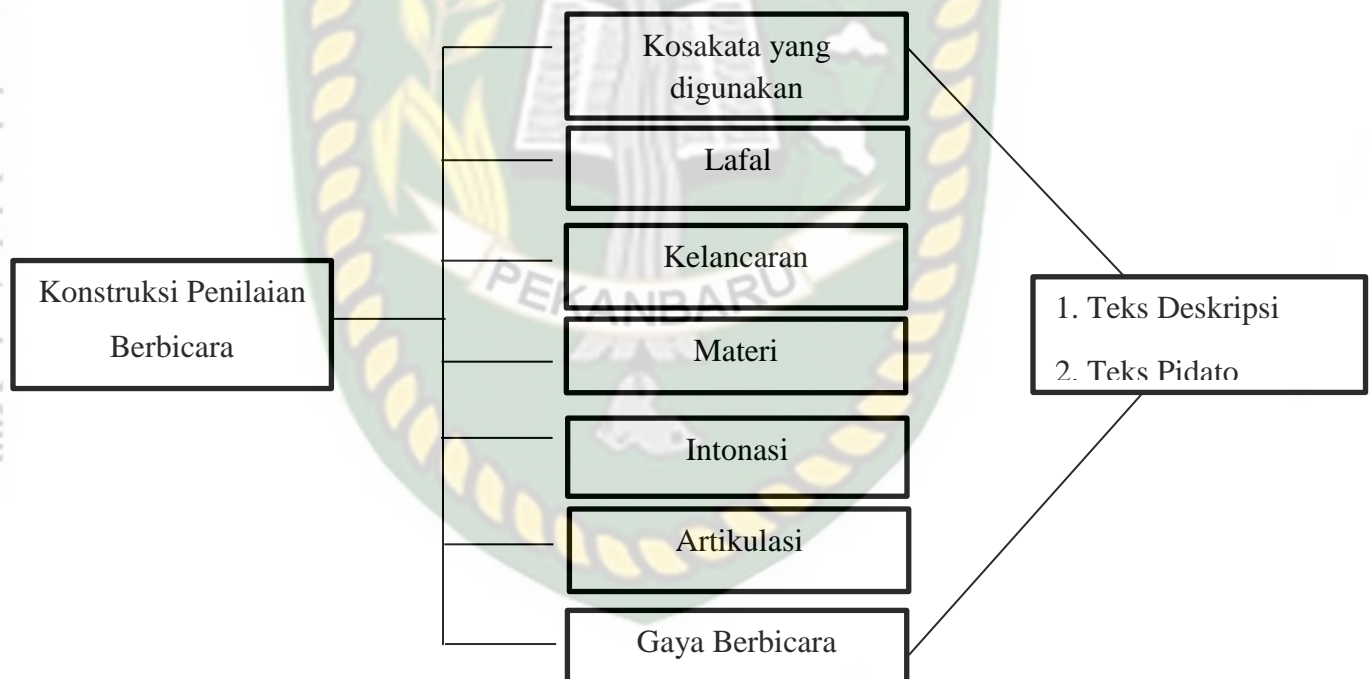 Kosakata yang
digunakan
Lafal
Kelancaran
PEKANBARU
Konstruksi Penilaian
Berbicara
Materi
1. Teks Deskripsi
2. Teks Pidato
Intonasi
Artikulasi
Gaya Berbicara